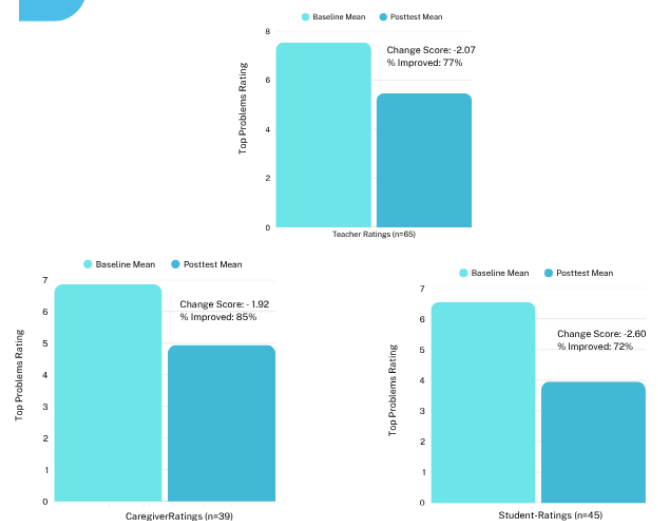 Baseline Mean Posttest Mean
8
Change Score: -2.07
% Improved: 77%
6
Top Problems Rating
4
2
0
Teacher Ratings (n=65)
Baseline Mean Posttest Mean
7
Change Score: - 1.92
6
% Improved: 85%
5
Top Problems Rating
4
3
2
1
0
CaregiverRatings (n=39)
Baseline Mean Posttest Mean
7
6
Change Score: -2.60
% Improved: 72%
5
4
Top Problems Rating
3
2
1
0
Student-Ratings (n=45)